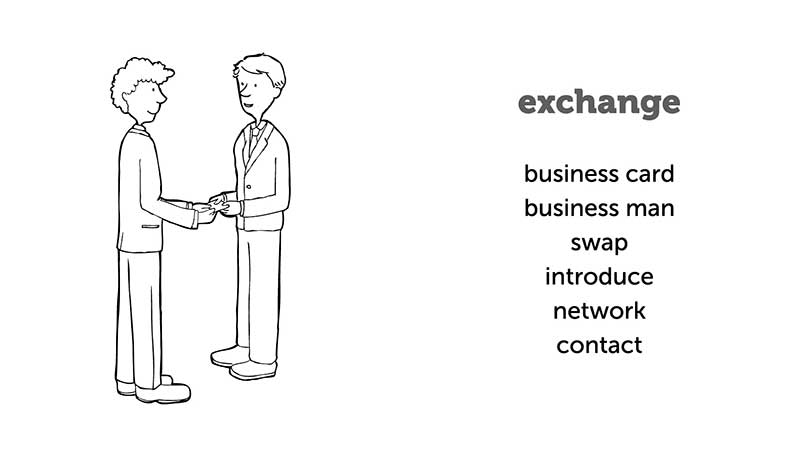 exchange
business card
business man
swap
introduce
network
contact